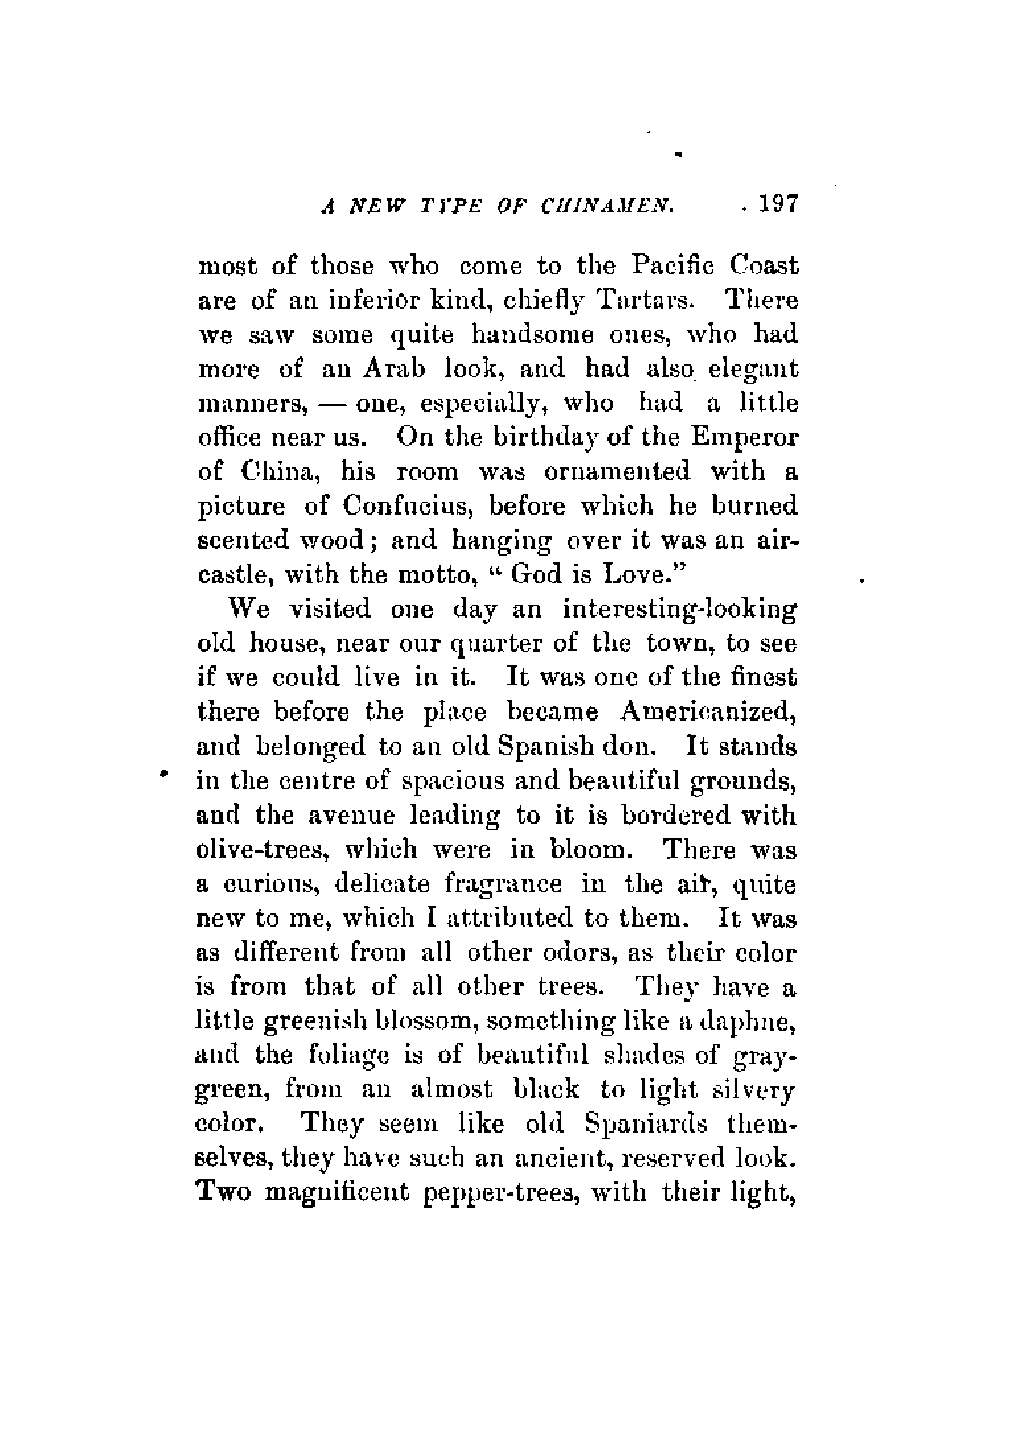 A NEW TYPE OF CHINAMEN. 197
most of those who come to the Pacific Coast
are of an inferior kind, chiefly Tartars. There
we saw some quite handsome ones, who had
more of an Arab look, and had also elegant
manners, — one, especially, who had a little
office near us. On the birthday of the Emperor
of China, his room was ornamented with a
picture of Confucius, before which he burned
scented wood; and hanging over it was an air-
castle, with the motto, "God is Love."
We visited one day an interesting-looking
old house, near our quarter of the town, to see
if we could live in it. It was one of the finest
there before the place became Americanized,
and belonged to an old Spanish don. It stands
in the centre of spacious and beautiful grounds,
and the avenue leading to it is bordered with
olive-trees, which were in bloom. There was
a curious, delicate fragrance in the air, quite
new to me, which I attributed to them. It was
as different from all other odors, as their color
is from that of all other trees. They have a
little greenish blossom, something like a daphne,
and the foliage is of beautiful shades of gray-
green, from an almost black to light silvery
color. They seem like old Spaniards them-
selves, they have such an ancient, reserved look.
Two magnificent pepper-trees, with their light,